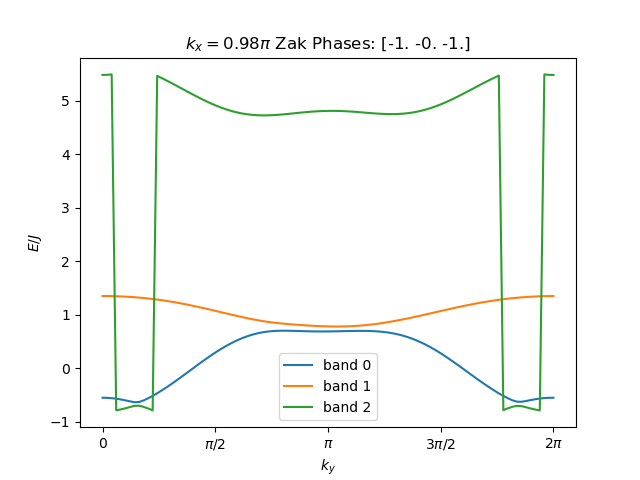 $k_x = 0.98\pi$ Zak Phases: [-1. -0. -1.]
E/J
5
4
3
2
1
0
−1
band 0
band 1
band 2
0
π/2
π
3π/2
2π
$k_y$